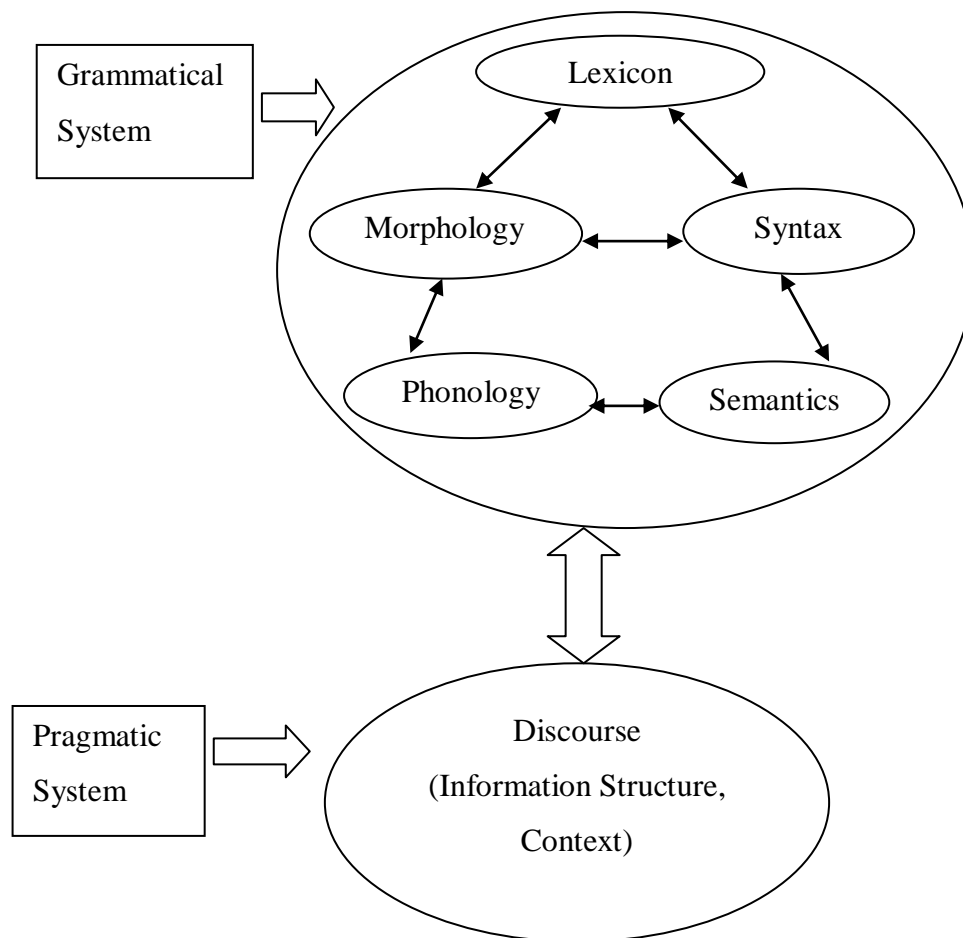 Grammatical
System
Lexicon
Morphology
Syntax
Phonology
Semantics
Pragmatic
System
Discourse
(Information Structure,
Context)